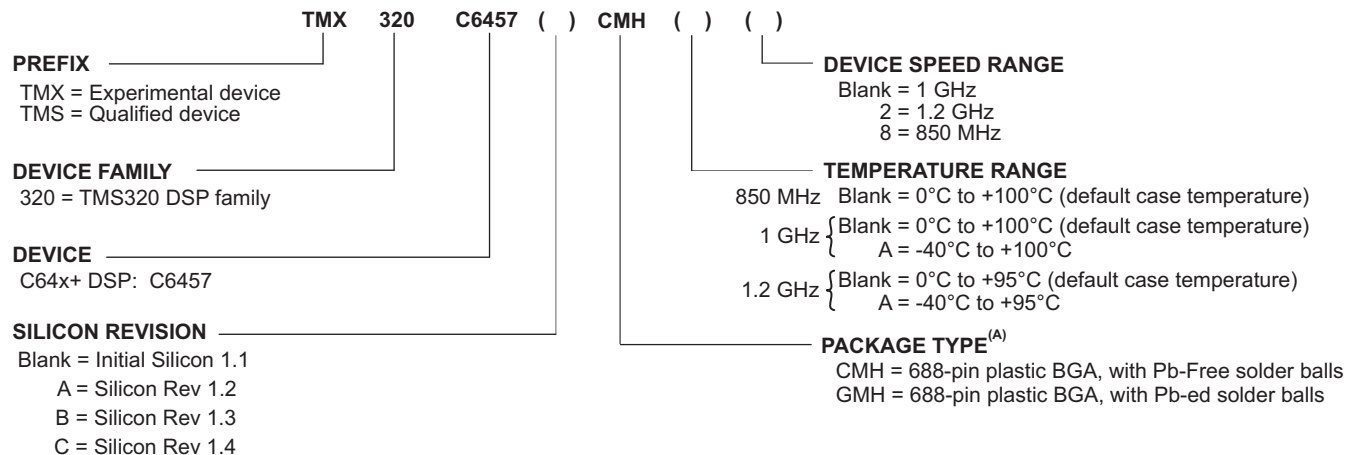 TMX 320 C6457 ( ) CMH ( ) ( )
PREFIX
TMX = Experimental device
TMS = Qualified device
DEVICE FAMILY
320 = TMS320 DSP family
DEVICE
C64x+ DSP: C6457
SILICON REVISION
Blank = Initial Silicon 1.1
A = Silicon Rev 1.2
B = Silicon Rev 1.3
C = Silicon Rev 1.4
DEVICE SPEED RANGE
Blank = 1 GHz
2 = 1.2 GHz
8 = 850 MHz
TEMPERATURE RANGE
850 MHz Blank = 0°C to +100°C (default case temperature)
1 GHz { Blank = 0°C to +100°C (default case temperature)
A = -40°C to +100°C
1.2 GHz { Blank = 0°C to +95°C (default case temperature)
A = -40°C to +95°C
PACKAGE TYPE(A)
CMH = 688-pin plastic BGA, with Pb-Free solder balls
GMH = 688-pin plastic BGA, with Pb-ed solder balls